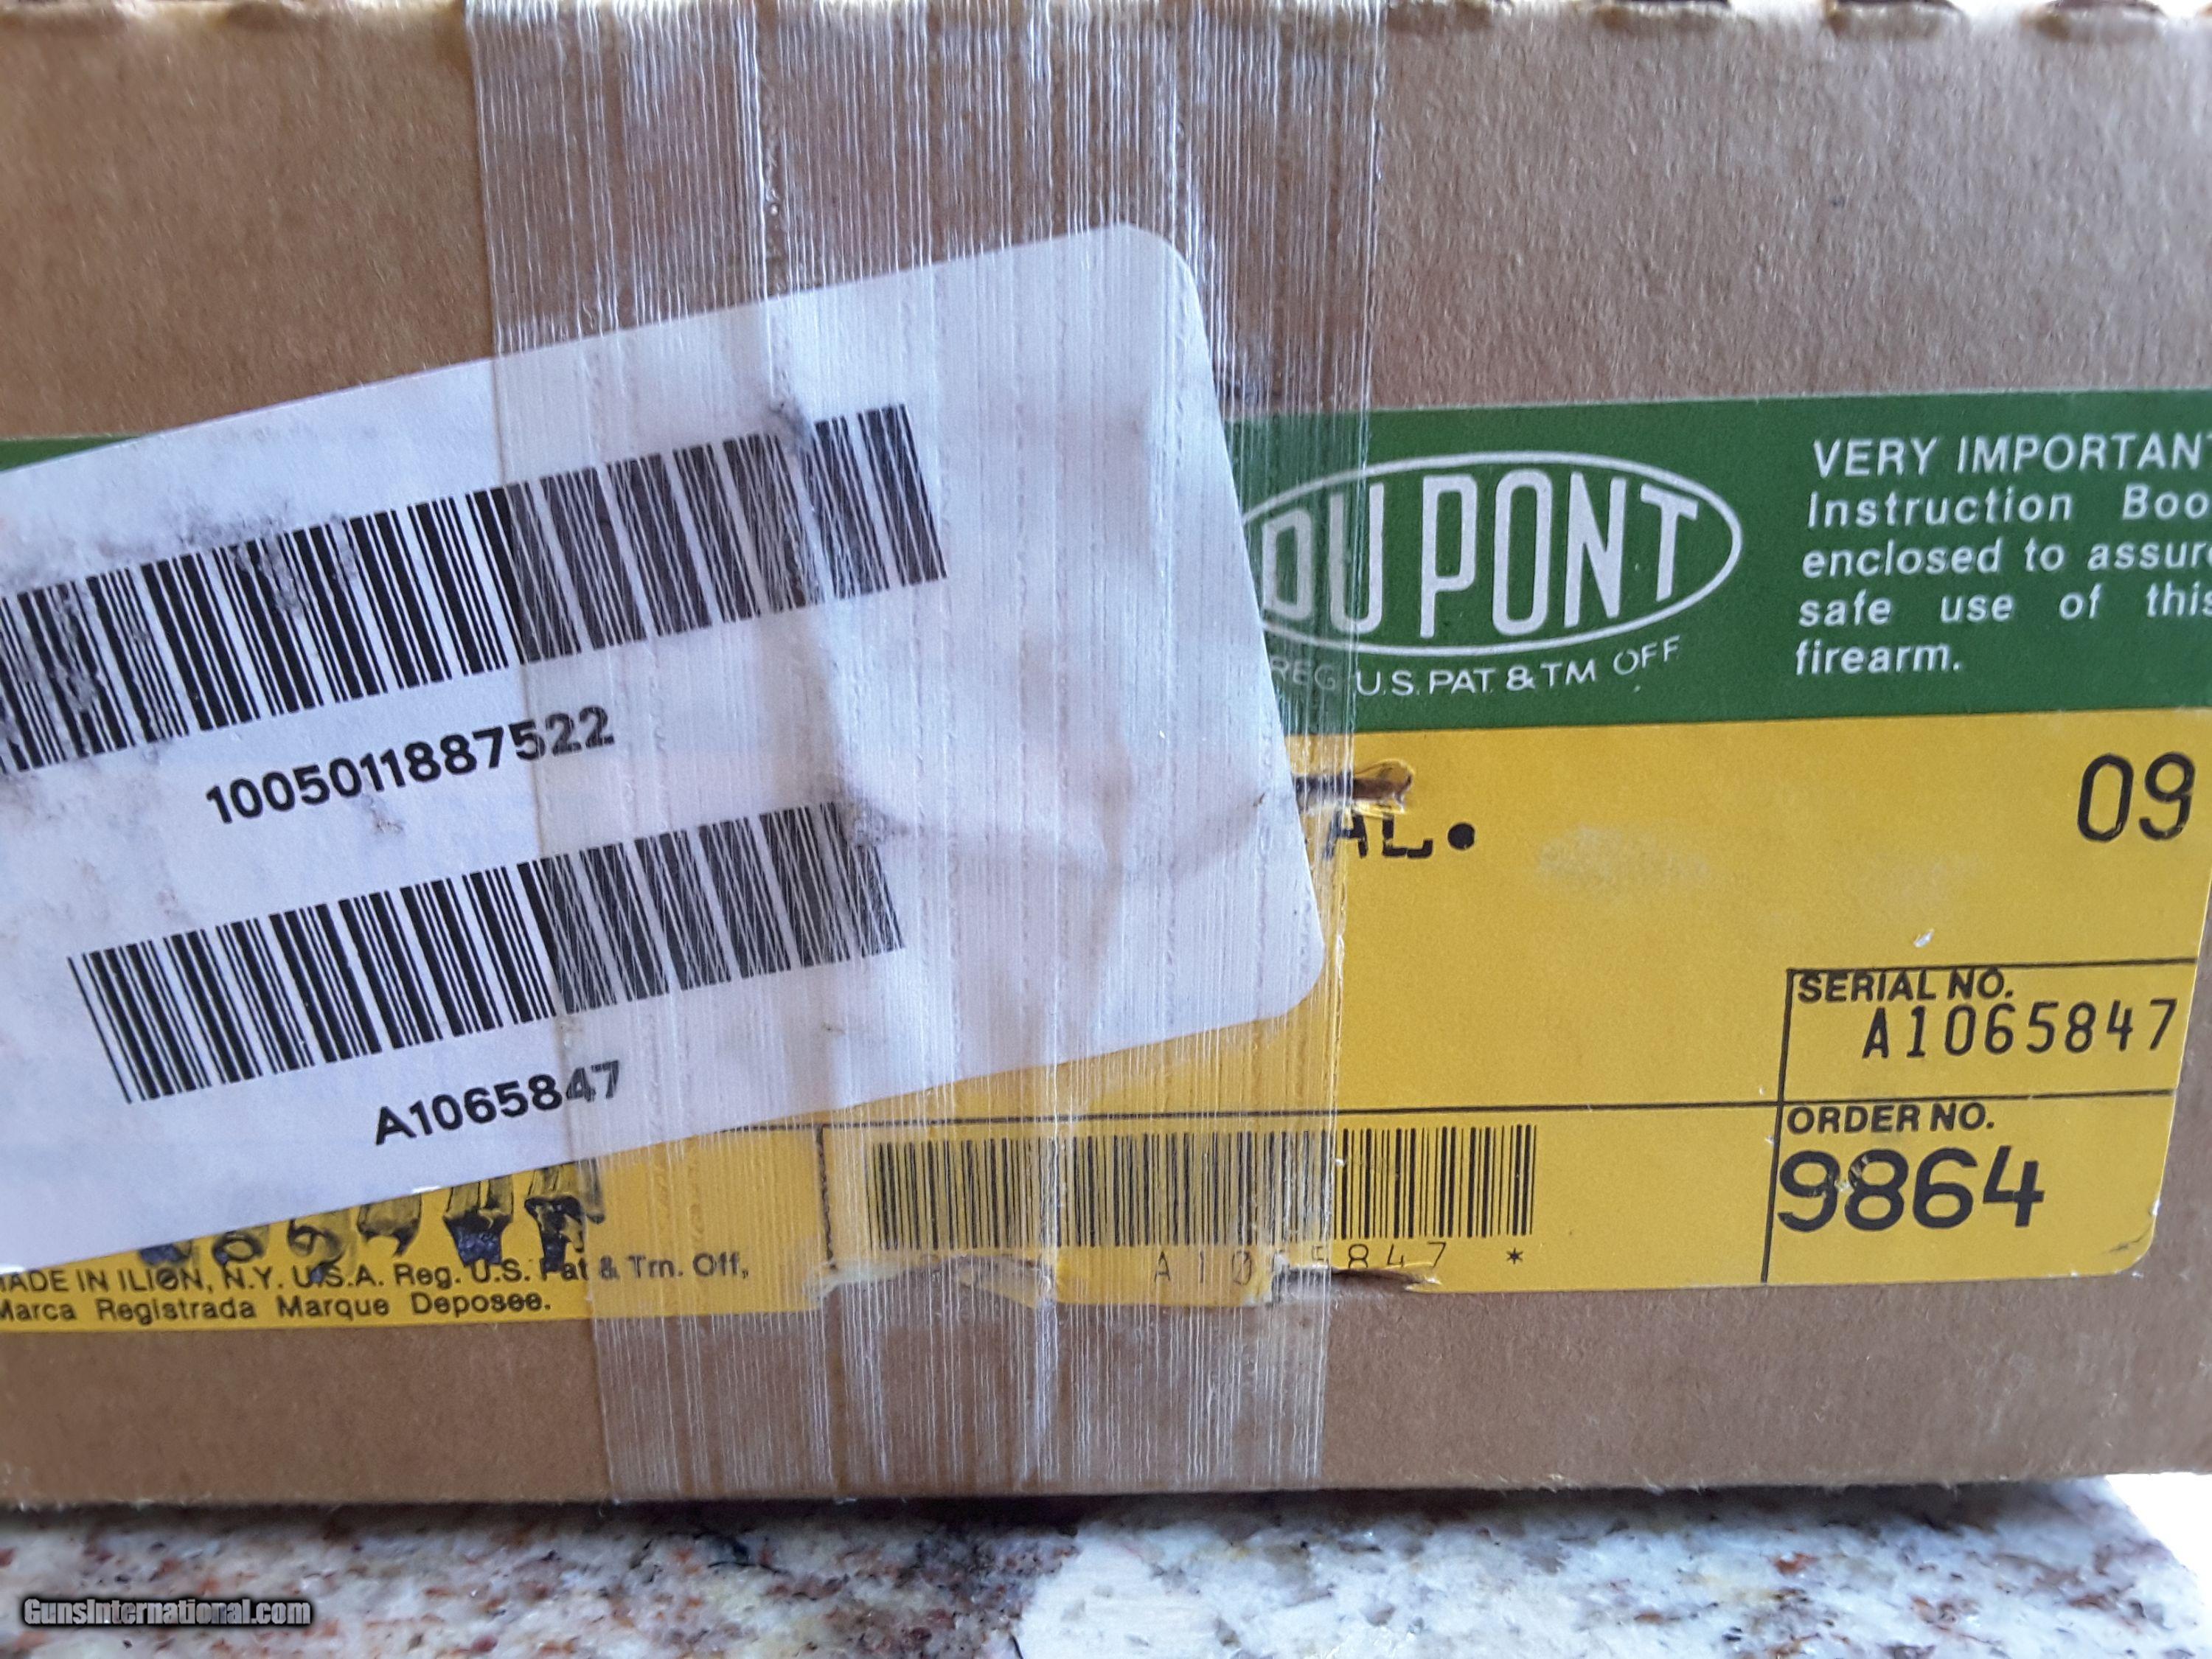 1005011887522
A1065847
DU PONT
REG. U.S. PAT. & TM OFF.
VERY IMPORTANT
Instruction Boo
enclosed to assure
safe use of this
firearm.
AL.
09
SERIAL NO.
A1065847
ORDER NO.
9864
MADE IN ILION, N.Y. U.S.A. Reg. U.S. Pat & Trn. Off,
Marca Registrada Marque Deposee.
A1065847 *
GunsInternational.com